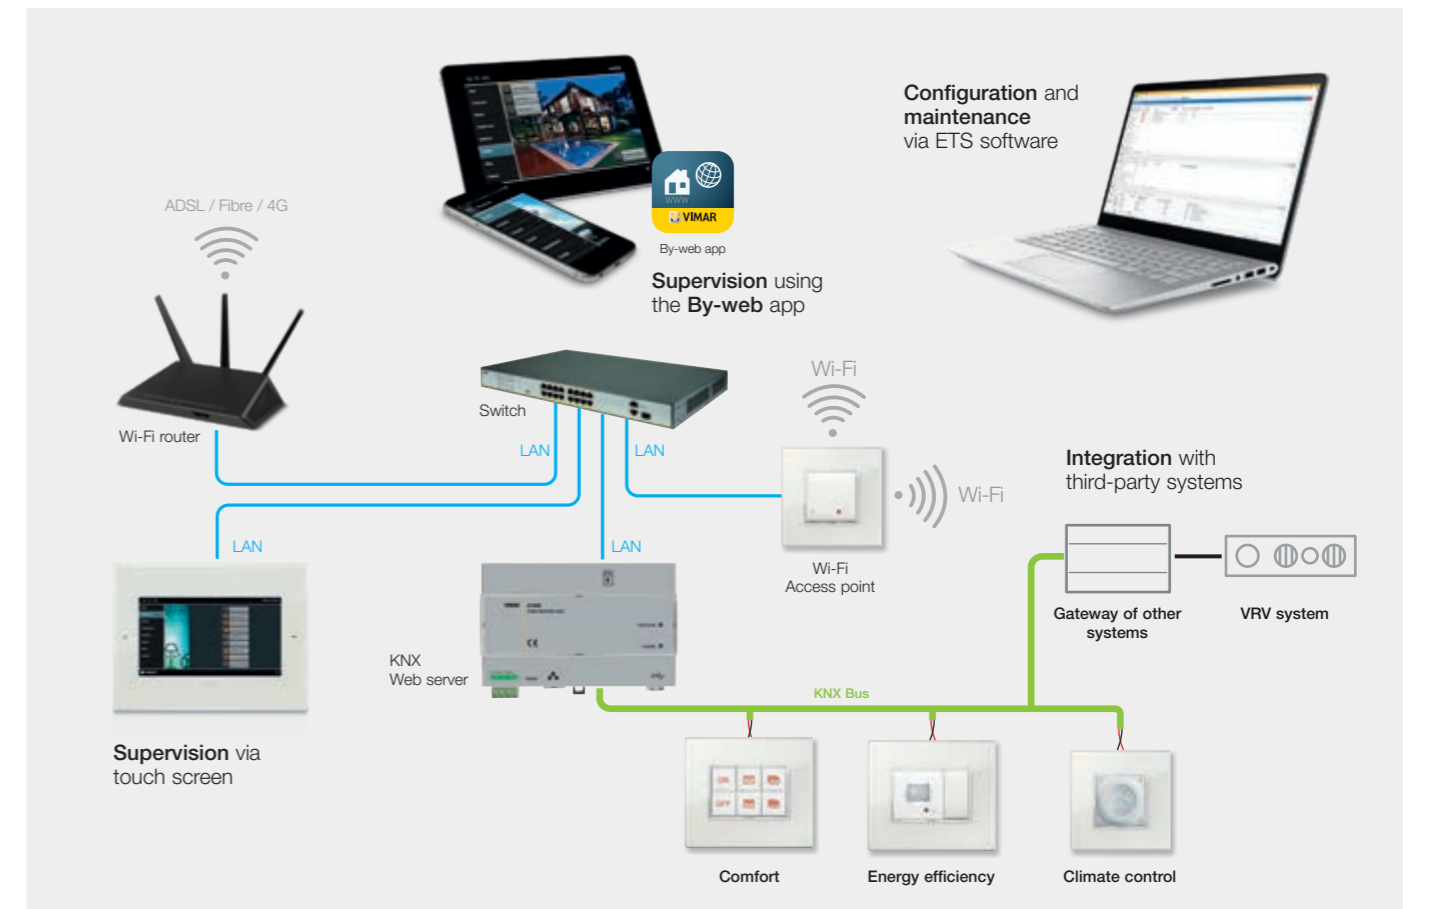 Configuration and
maintenance
via ETS software
ADSL / Fibre / 4G
WWW
VIMAR
By-web app
Supervision using
the By-web app
Wi-Fi
Switch
Wi-Fi router
LAN
LAN
Wi-Fi
Integration with
third-party systems
LAN
LAN
Wi-Fi
Access point
Gateway of other
systems
VRV system
KNX
Web server
KNX Bus
Supervision via
touch screen
ON
OFF
Comfort
Energy efficiency
Climate control